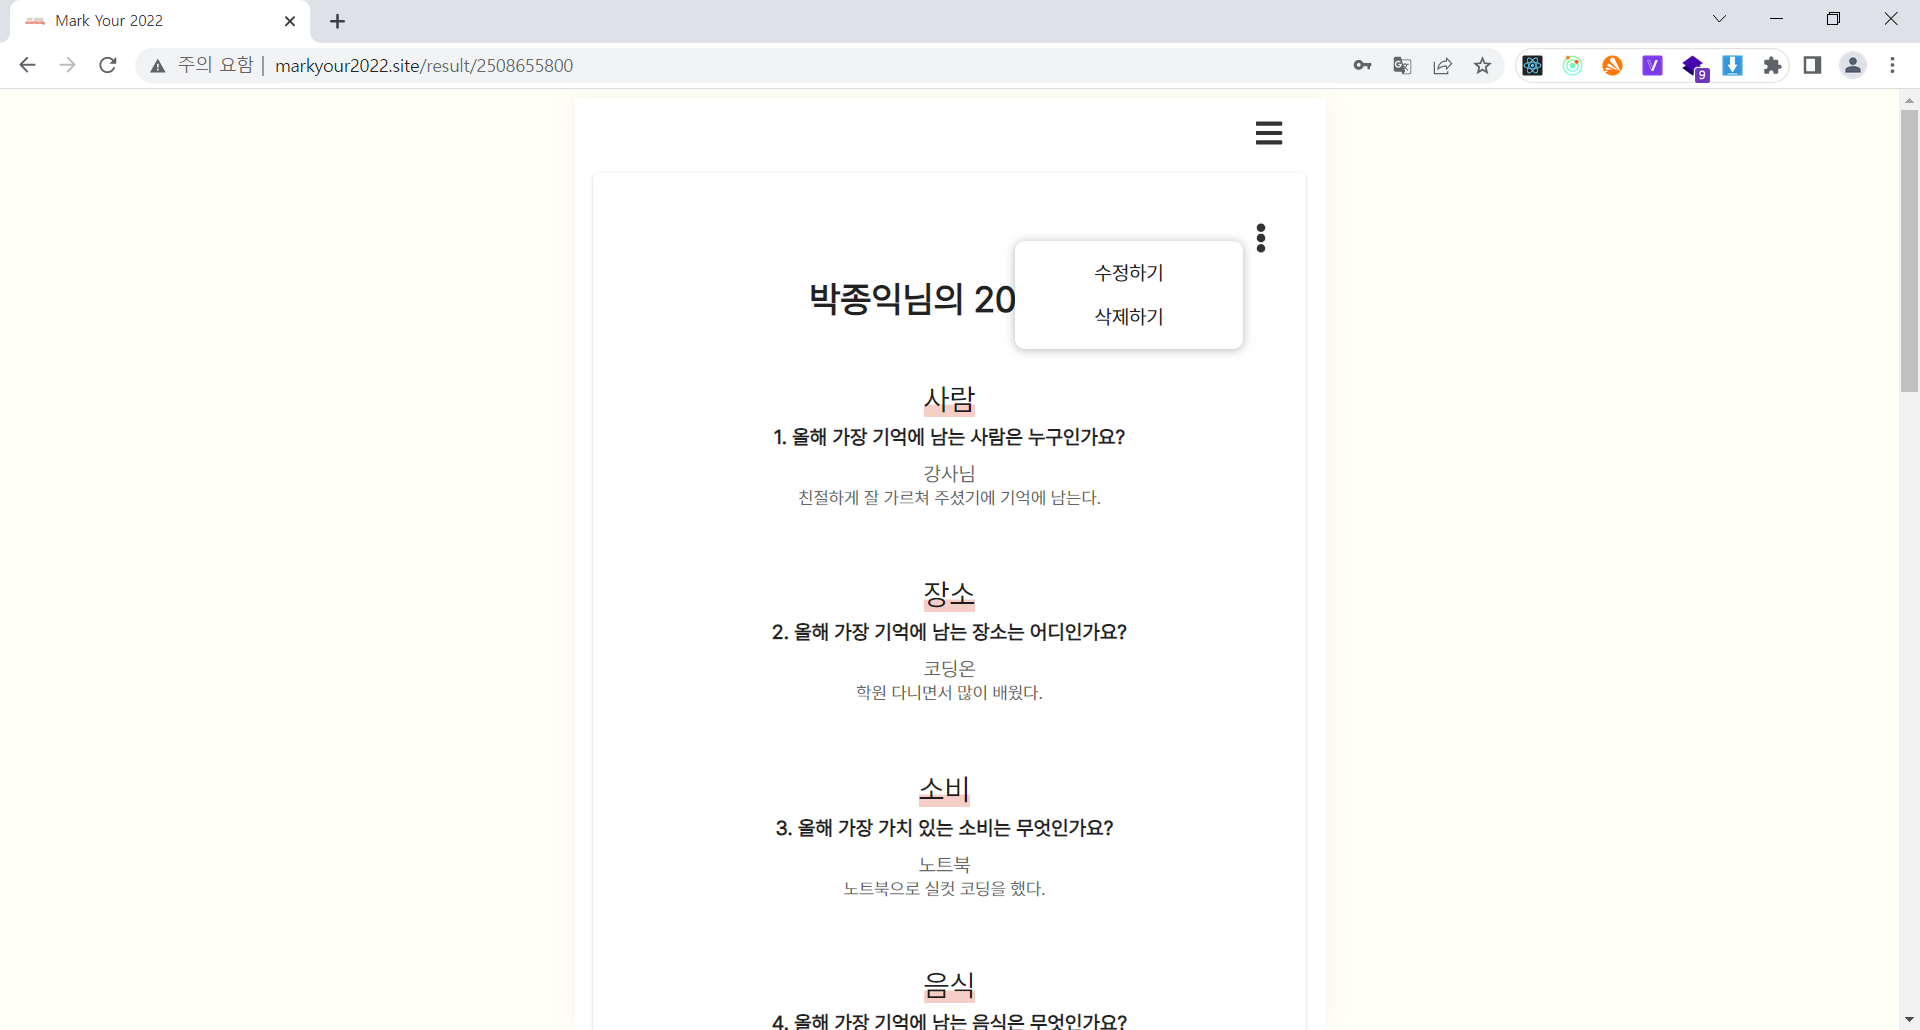 Mark Your 2022
주의 요함 | markyour2022.site/result/2508655800
9
수정하기
박종익님의 20
삭제하기
사람
1. 올해 가장 기억에 남는 사람은 누구인가요?
강사님
친절하게 잘 가르쳐 주셨기에 기억에 남는다.
장소
2. 올해 가장 기억에 남는 장소는 어디인가요?
코딩온
학원 다니면서 많이 배웠다.
소비
3. 올해 가장 가치 있는 소비는 무엇인가요?
노트북
노트북으로 실컷 코딩을 했다.
음식
4. 올해 가장 기억에 남는 음식은 무엇인가요?